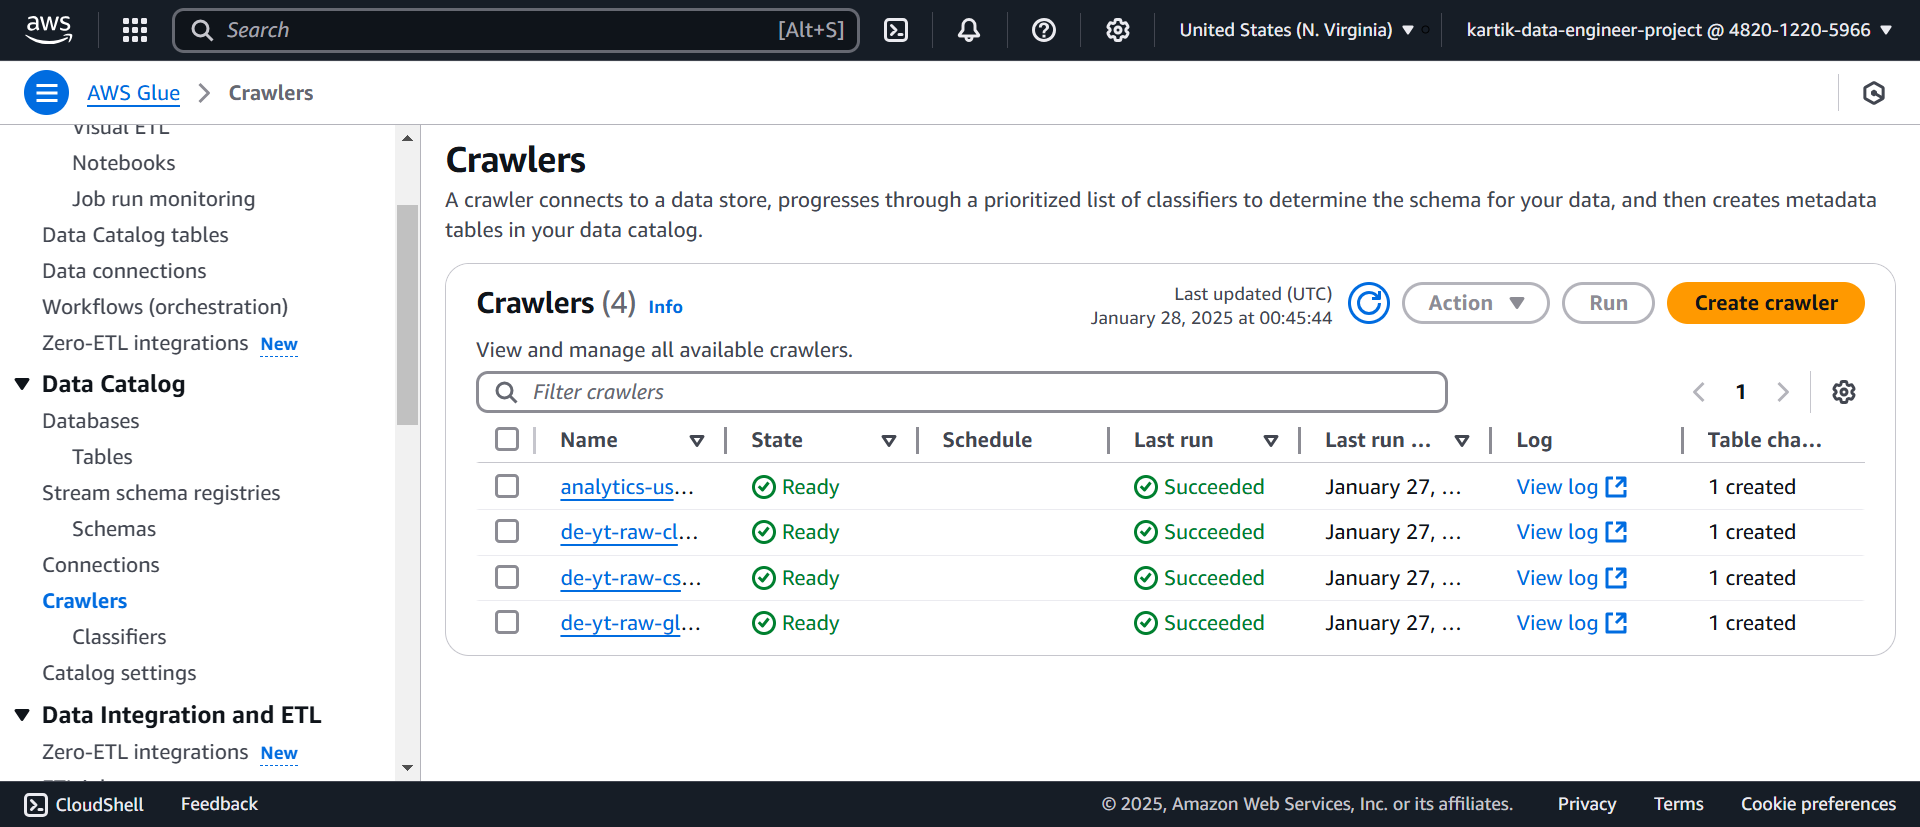 aws
Search [Alt+S]
United States (N. Virginia)
kartik-data-engineer-project @ 4820-1220-5966
AWS Glue
Crawlers
Visual ETL
Notebooks
Job run monitoring
Data Catalog tables
Data connections
Workflows (orchestration)
Zero-ETL integrations New
Data Catalog
Databases
Tables
Stream schema registries
Schemas
Connections
Crawlers
Classifiers
Catalog settings
Data Integration and ETL
Zero-ETL integrations New
Crawlers
A crawler connects to a data store, progresses through a prioritized list of classifiers to determine the schema for your data, and then creates metadata
tables in your data catalog.
Crawlers (4) Info
Last updated (UTC)
January 28, 2025 at 00:45:44
Action
Run
Create crawler
View and manage all available crawlers.
Filter crawlers
1
Name State Schedule Last run Last run ... Log Table cha...
analytics-us... Ready Succeeded January 27, ... View log 1 created
de-yt-raw-cl... Ready Succeeded January 27, ... View log 1 created
de-yt-raw-cs... Ready Succeeded January 27, ... View log 1 created
de-yt-raw-gl... Ready Succeeded January 27, ... View log 1 created
CloudShell Feedback © 2025, Amazon Web Services, Inc. or its affiliates. Privacy Terms Cookie preferences